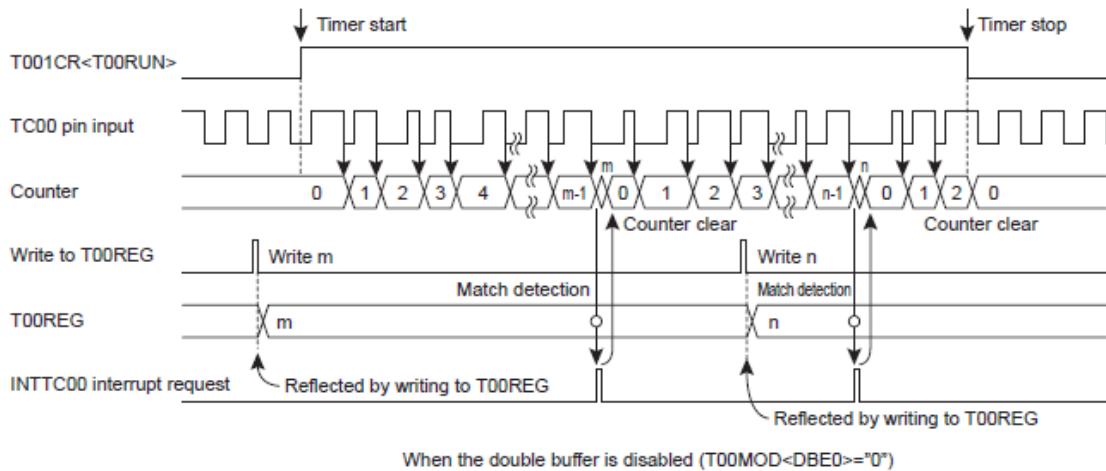 Timer start
Timer stop
T001CR<T00RUN>
TC00 pin input
m
n
Counter
0 1 2 3 4 m-1 0 1 2 3 n-1 0 1 2 0
Counter clear
Counter clear
Write to T00REG
Write m
Write n
Match detection
Match detection
T00REG
m
n
INTTC00 interrupt request
Reflected by writing to T00REG
Reflected by writing to T00REG
When the double buffer is disabled (T00MOD<DBE0>="0")